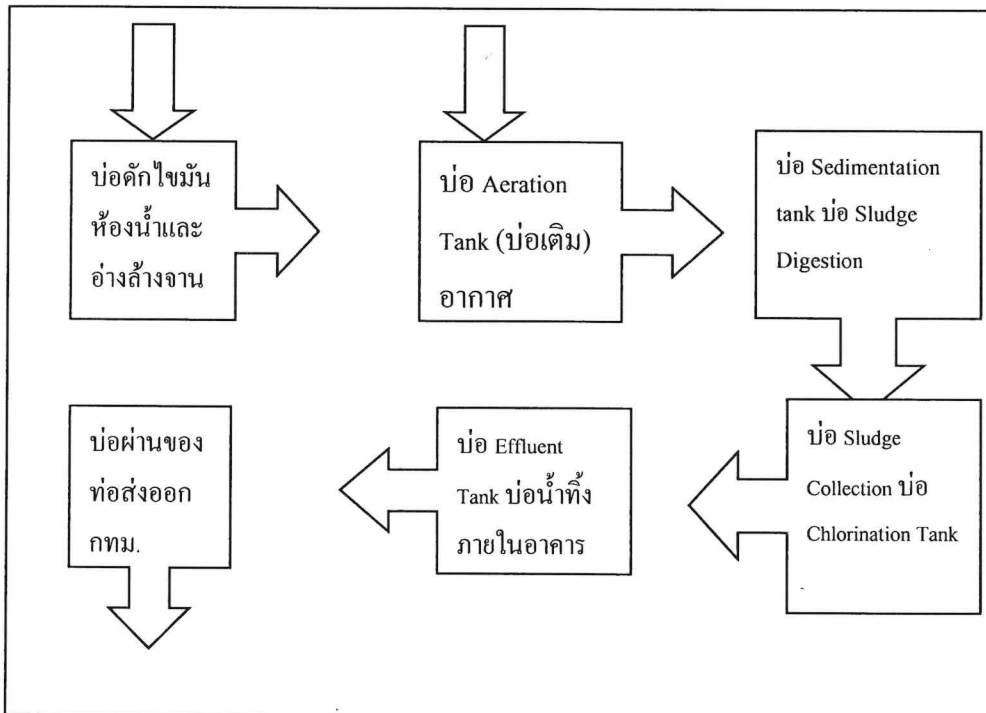 บ่อดักไขมัน
ห้องน้ำและ
อ่างล้างจาน
บ่อ Aeration
Tank (บ่อเติม)
อากาศ
บ่อ Sedimentation
tank บ่อ Sludge
Digestion
บ่อ Sludge
Collection บ่อ
Chlorination Tank
บ่อ Effluent
Tank บ่อน้ำทิ้ง
ภายในอาคาร
บ่อผ่านของ
ท่อส่งออก
กทม.